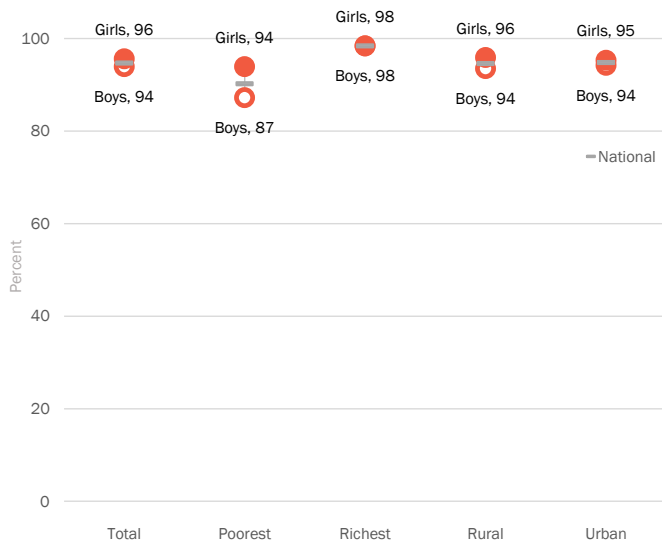 Girls, 96
Girls, 94
Girls, 98
Girls, 96
Girls, 95
100
Boys, 94
Boys, 87
Boys, 98
Boys, 94
Boys, 94
80
National
60
Percent
40
20
0
Total
Poorest
Richest
Rural
Urban